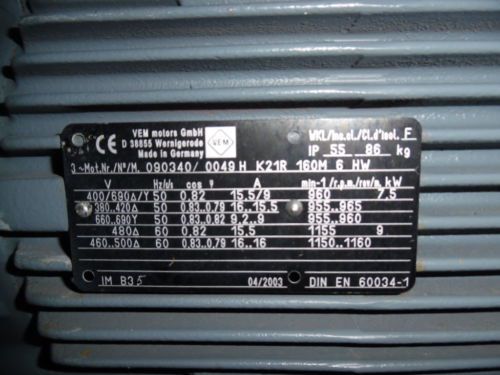 VEM motors GmbH
D 38855 Wernigerode
Made in Germany
CE
VEM
WKL/Ins.cl./Cl.d'isol. F
IP 55 86 kg
3~Mot.Nr./N°/M. 090340/ 0049 H K21R 160M 6 HW
V Hz/c/s cos φ A min-1/r.p.m./rev/m. kW
400/690Δ/Y 50 0.82 15.5/9 960 7.5
380...420Δ 50 0.83...0.79 16...15.5 955...965
660...690Y 50 0.83...0.82 9.2...9 955...960
480Δ 60 0.82 15.5 1155 9
460...500Δ 60 0.83...0.79 16...16 1150...1160
IM B35 04/2003 DIN EN 60034-1